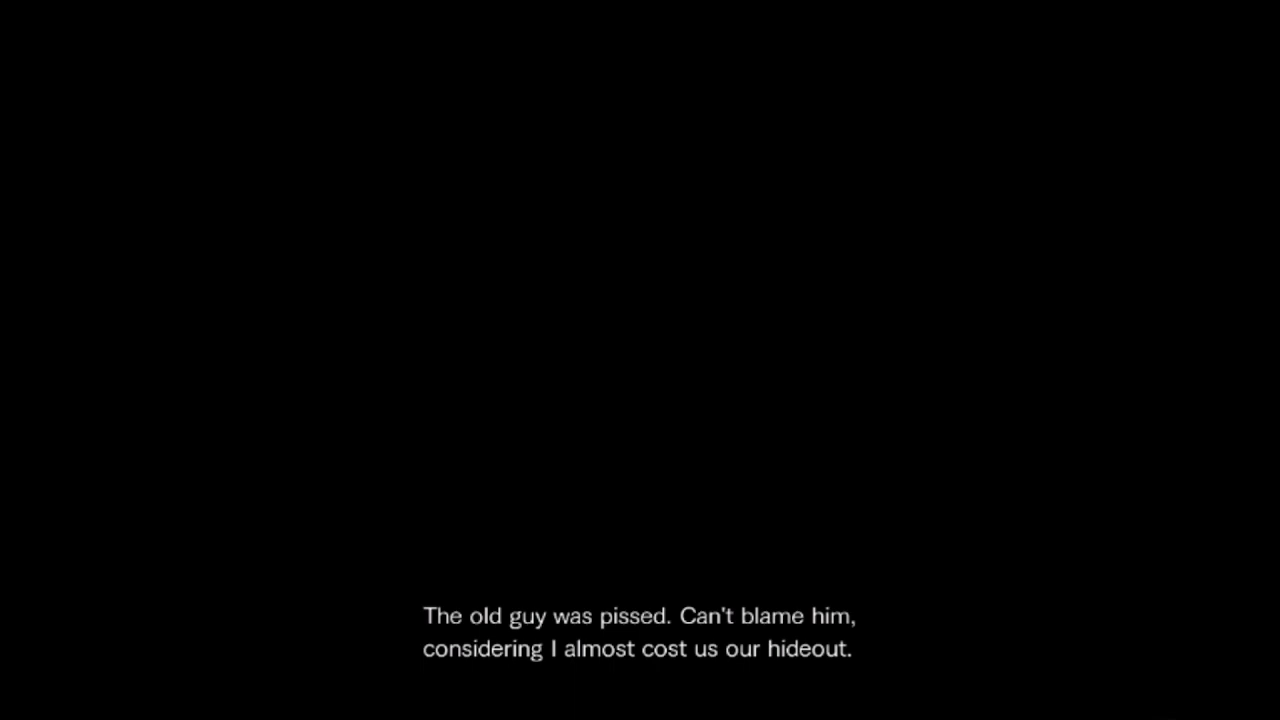 The old guy was pissed. Can't blame him,
considering I almost cost us our hideout.